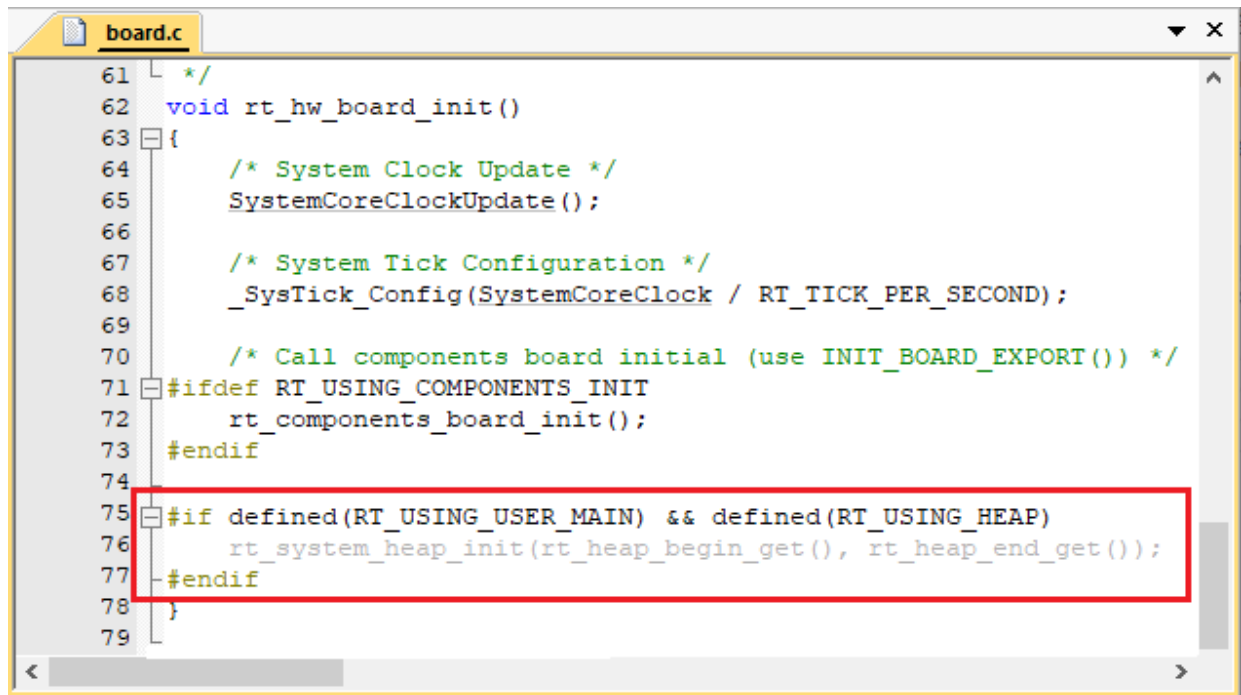 board.c
61 */
62 void rt_hw_board_init()
63 {
64 /* System Clock Update */
65 SystemCoreClockUpdate();
66
67 /* System Tick Configuration */
68 _SysTick_Config(SystemCoreClock / RT_TICK_PER_SECOND);
69
70 /* Call components board initial (use INIT_BOARD_EXPORT()) */
71 #ifdef RT_USING_COMPONENTS_INIT
72 rt_components_board_init();
73 #endif
74
75 #if defined(RT_USING_USER_MAIN) && defined(RT_USING_HEAP)
76 rt_system_heap_init(rt_heap_begin_get(), rt_heap_end_get());
77 #endif
78 }
79